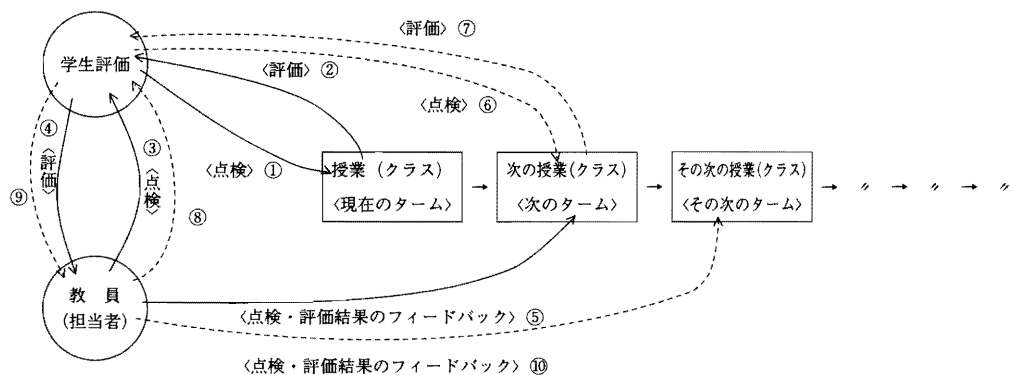 学生評価
〈評価〉⑦
〈評価〉②
〈点検〉⑥
〈点検〉①
④〈評価〉
③〈点検〉
⑨
⑧
授業（クラス）
〈現在のターム〉
→
次の授業（クラス）
〈次のターム〉
→
その次の授業（クラス）
〈その次のターム〉
→ 〃 → 〃 → 〃
教　員
（担当者）
〈点検・評価結果のフィードバック〉⑤
〈点検・評価結果のフィードバック〉⑩